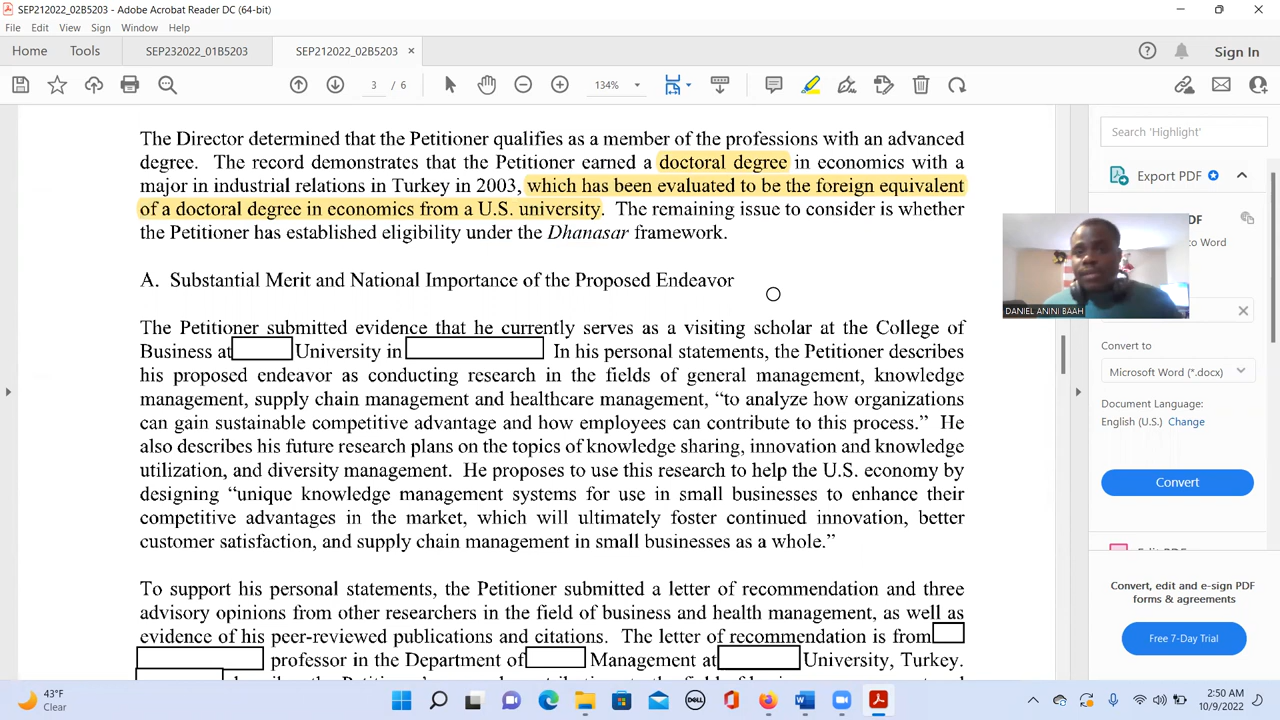 SEP212022_02B5203 - Adobe Acrobat Reader DC (64-bit)
File Edit View Sign Window Help
Home Tools SEP232022_01B5203 SEP212022_02B5203 × Sign In
3 / 6 134%
The Director determined that the Petitioner qualifies as a member of the professions with an advanced
degree. The record demonstrates that the Petitioner earned a doctoral degree in economics with a
major in industrial relations in Turkey in 2003, which has been evaluated to be the foreign equivalent
of a doctoral degree in economics from a U.S. university. The remaining issue to consider is whether
the Petitioner has established eligibility under the Dhanasar framework.
A. Substantial Merit and National Importance of the Proposed Endeavor
The Petitioner submitted evidence that he currently serves as a visiting scholar at the College of
Business at University in In his personal statements, the Petitioner describes
his proposed endeavor as conducting research in the fields of general management, knowledge
management, supply chain management and healthcare management, “to analyze how organizations
can gain sustainable competitive advantage and how employees can contribute to this process.” He
also describes his future research plans on the topics of knowledge sharing, innovation and knowledge
utilization, and diversity management. He proposes to use this research to help the U.S. economy by
designing “unique knowledge management systems for use in small businesses to enhance their
competitive advantages in the market, which will ultimately foster continued innovation, better
customer satisfaction, and supply chain management in small businesses as a whole.”
To support his personal statements, the Petitioner submitted a letter of recommendation and three
advisory opinions from other researchers in the field of business and health management, as well as
evidence of his peer-reviewed publications and citations. The letter of recommendation is from
professor in the Department of Management at University, Turkey.
Search 'Highlight'
Export PDF
DF
to Word
DANIEL ANINI BAAH
Convert to
Microsoft Word (*.docx)
Document Language:
English (U.S.) Change
Convert
Edit PDF
Convert, edit and e-sign PDF
forms & agreements
Free 7-Day Trial
43°F
Clear
DELL
2:50 AM
10/9/2022